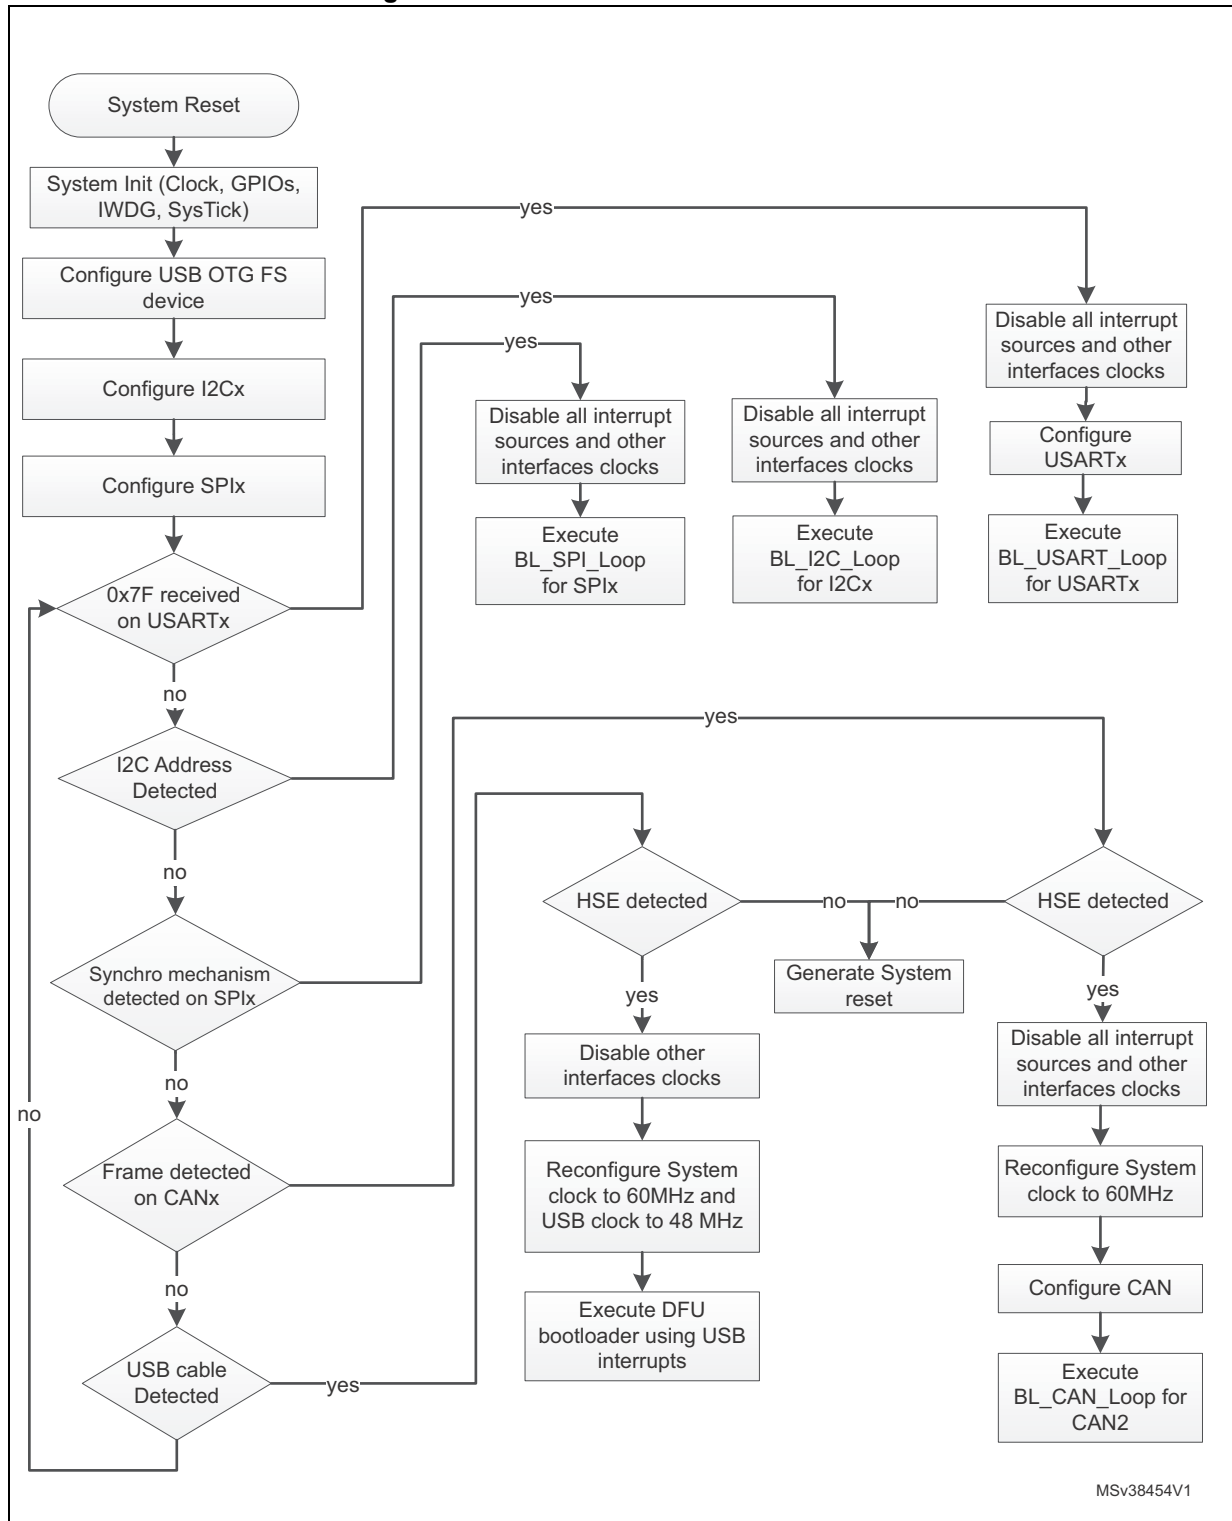 System Reset
System Init (Clock, GPIOs,
IWDG, SysTick)
Configure USB OTG FS
device
Configure I2Cx
Configure SPIx
0x7F received
on USARTx
yes
Disable all interrupt
sources and other
interfaces clocks
Configure
USARTx
Execute
BL_USART_Loop
for USARTx
no
I2C Address
Detected
yes
Disable all interrupt
sources and other
interfaces clocks
Execute
BL_I2C_Loop
for I2Cx
no
Synchro mechanism
detected on SPIx
yes
Disable all interrupt
sources and other
interfaces clocks
Execute
BL_SPI_Loop
for SPIx
no
Frame detected
on CANx
yes
HSE detected
no
yes
Disable all interrupt
sources and other
interfaces clocks
Reconfigure System
clock to 60MHz
Configure CAN
Execute
BL_CAN_Loop for
CAN2
no
USB cable
Detected
yes
HSE detected
no
Generate System
reset
yes
Disable other
interfaces clocks
Reconfigure System
clock to 60MHz and
USB clock to 48 MHz
Execute DFU
bootloader using USB
interrupts
no
MSv38454V1